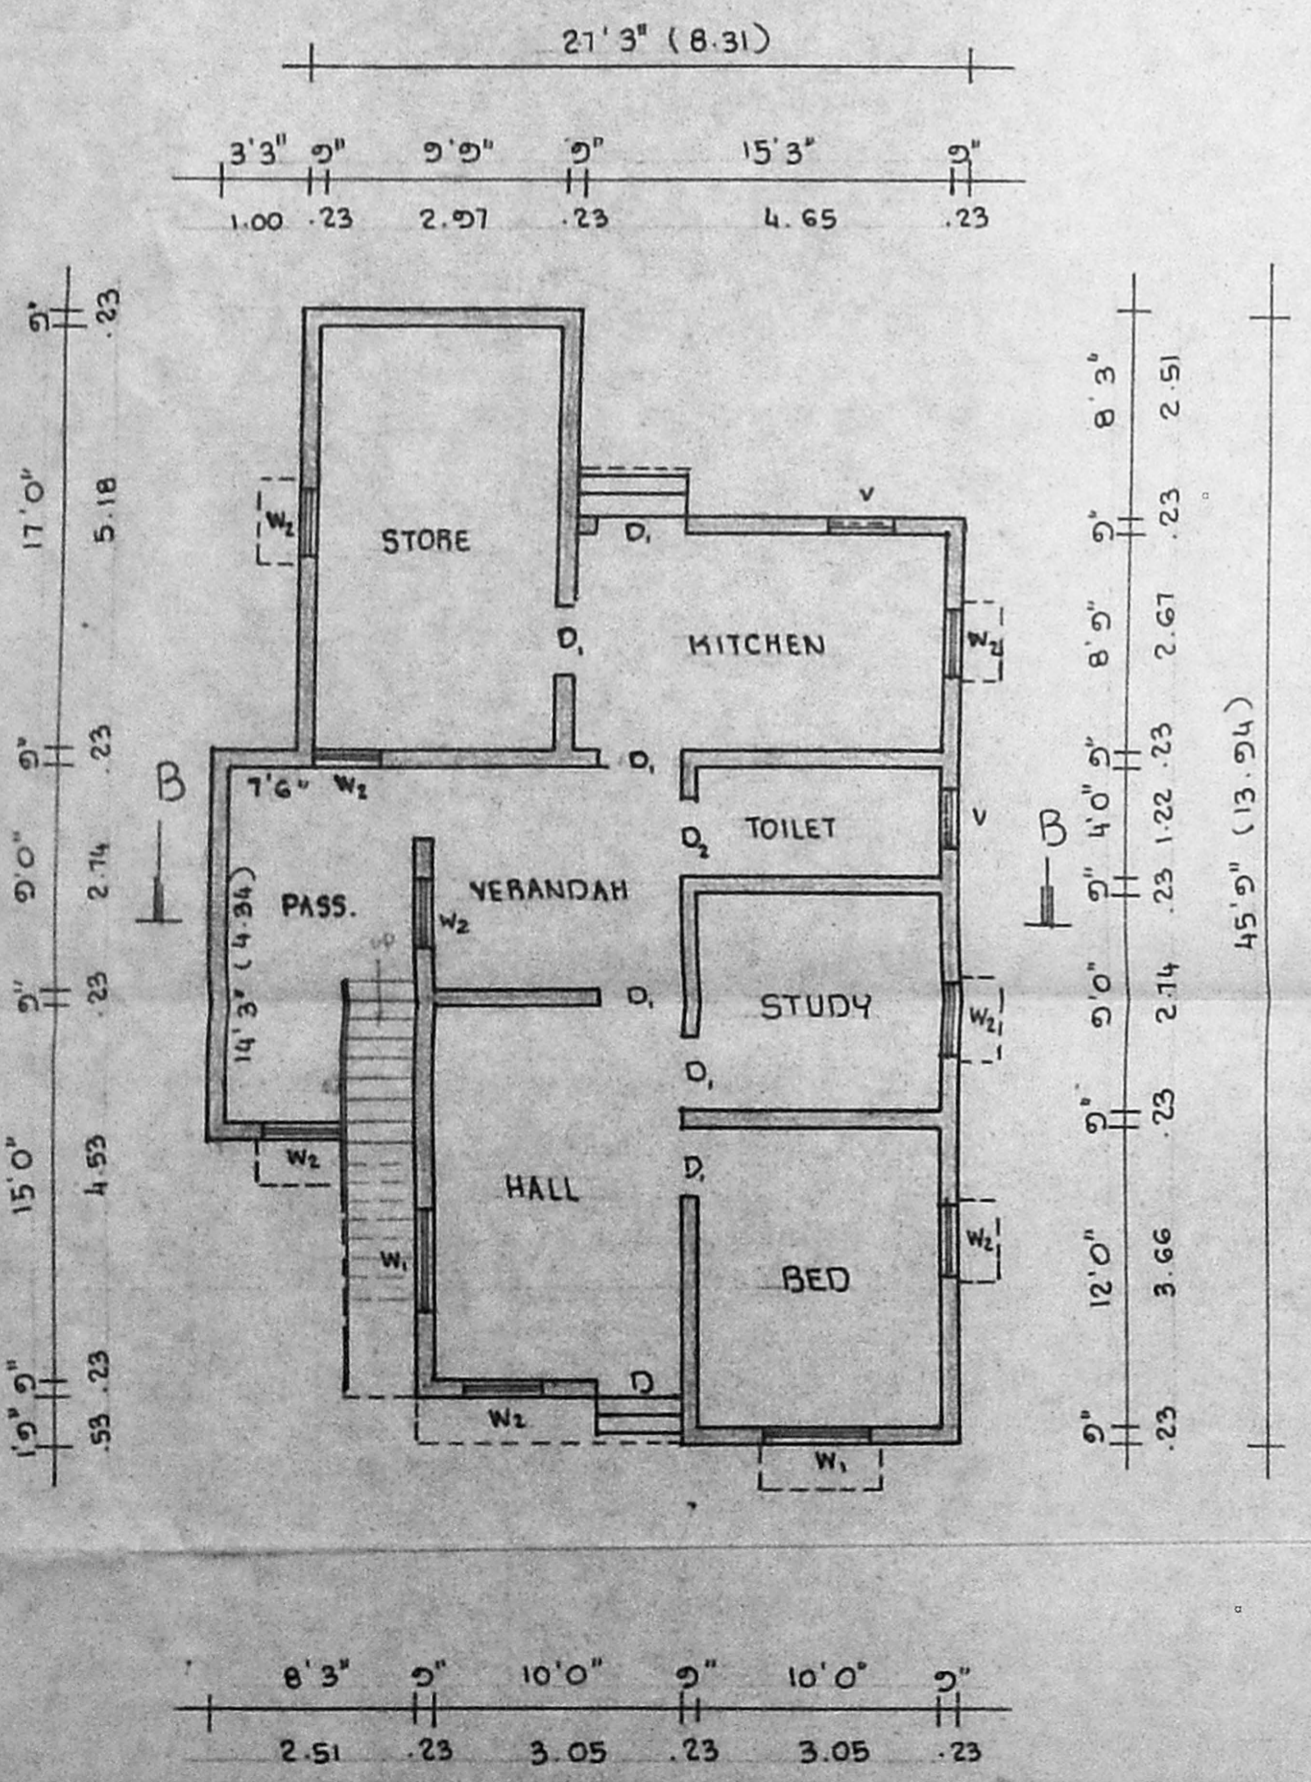 27'3" (8.31)
3'3" 9" 9'9" 9" 15'3" 9"
1.00 .23 2.97 .23 4.65 .23
9" .23
8'3" 2.51
17'0" 5.18
W2
STORE
D1
V
9" .23
D1
KITCHEN
W2
8'9" 2.67
9" .23
D1
9" .23
45'9" (13.94)
B
7'6" W2
D2
TOILET
V
B
4'0" 1.22
9'0" 2.74
PASS.
14'3" (4.34)
W2
VERANDAH
9" .23
UP
9" .23
D1
STUDY
W2
9'0" 2.74
D1
9" .23
15'0" 4.53
W2
HALL
D1
W1
BED
W2
12'0" 3.66
9" .23
D
W2
1'9" .53
W1
9" .23
8'3" 9" 10'0" 9" 10'0" 9"
2.51 .23 3.05 .23 3.05 .23